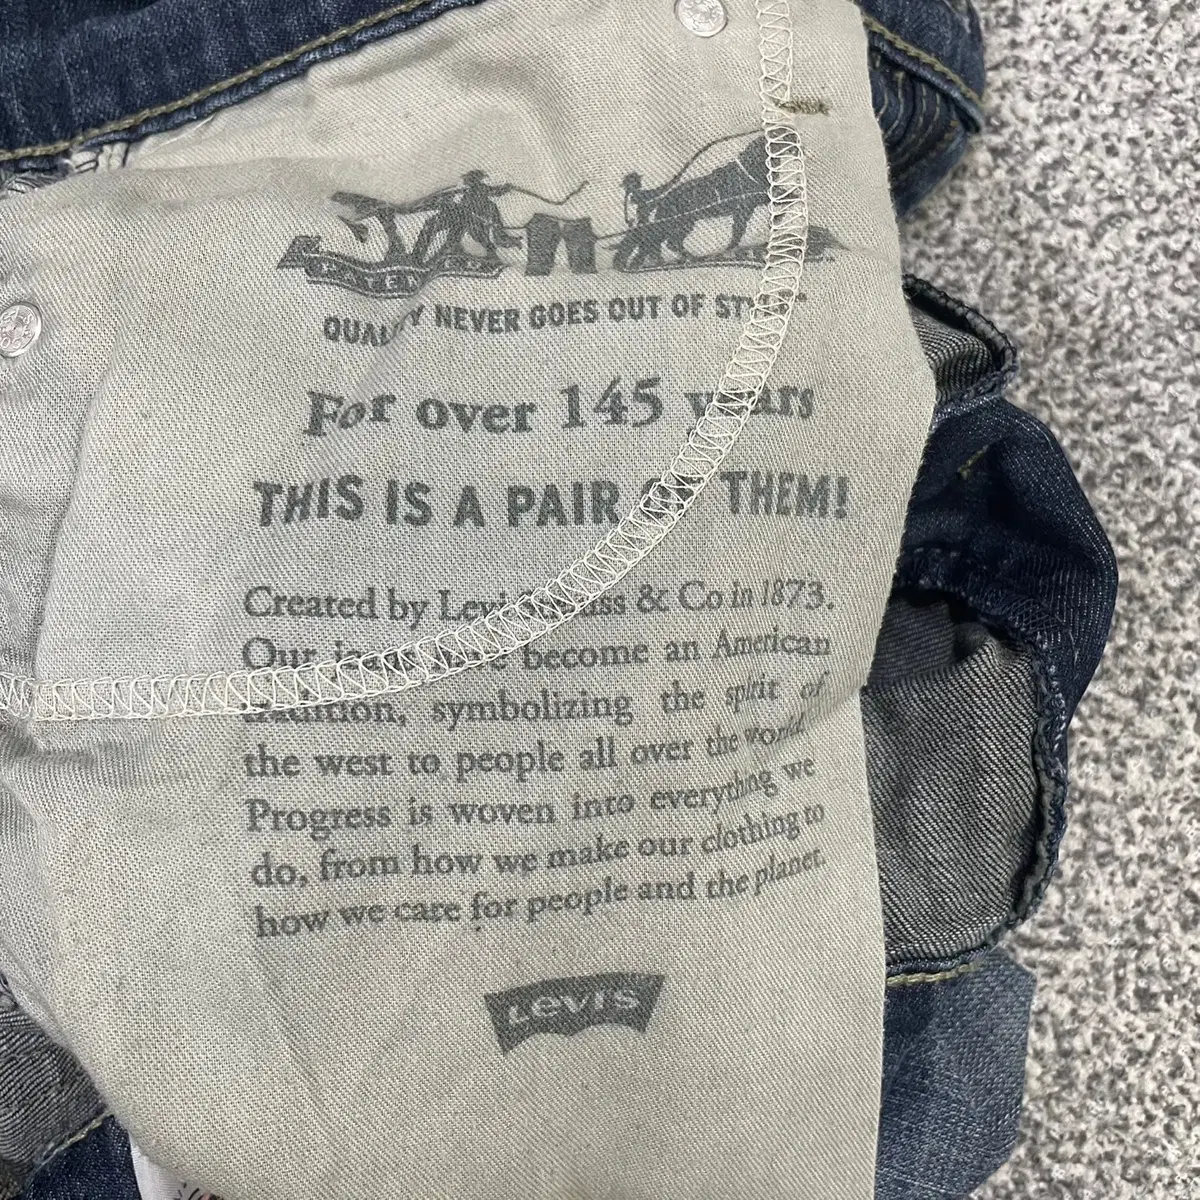 QUALITY NEVER GOES OUT OF STYLE
For over 145 years
THIS IS A PAIR OF THEM!
Created by Levi Strauss & Co in 1873.
Our jeans have become an American
tradition, symbolizing the spirit of
the west to people all over the world.
Progress is woven into everything we
do, from how we make our clothing to
how we care for people and the planet.
LEVI'S